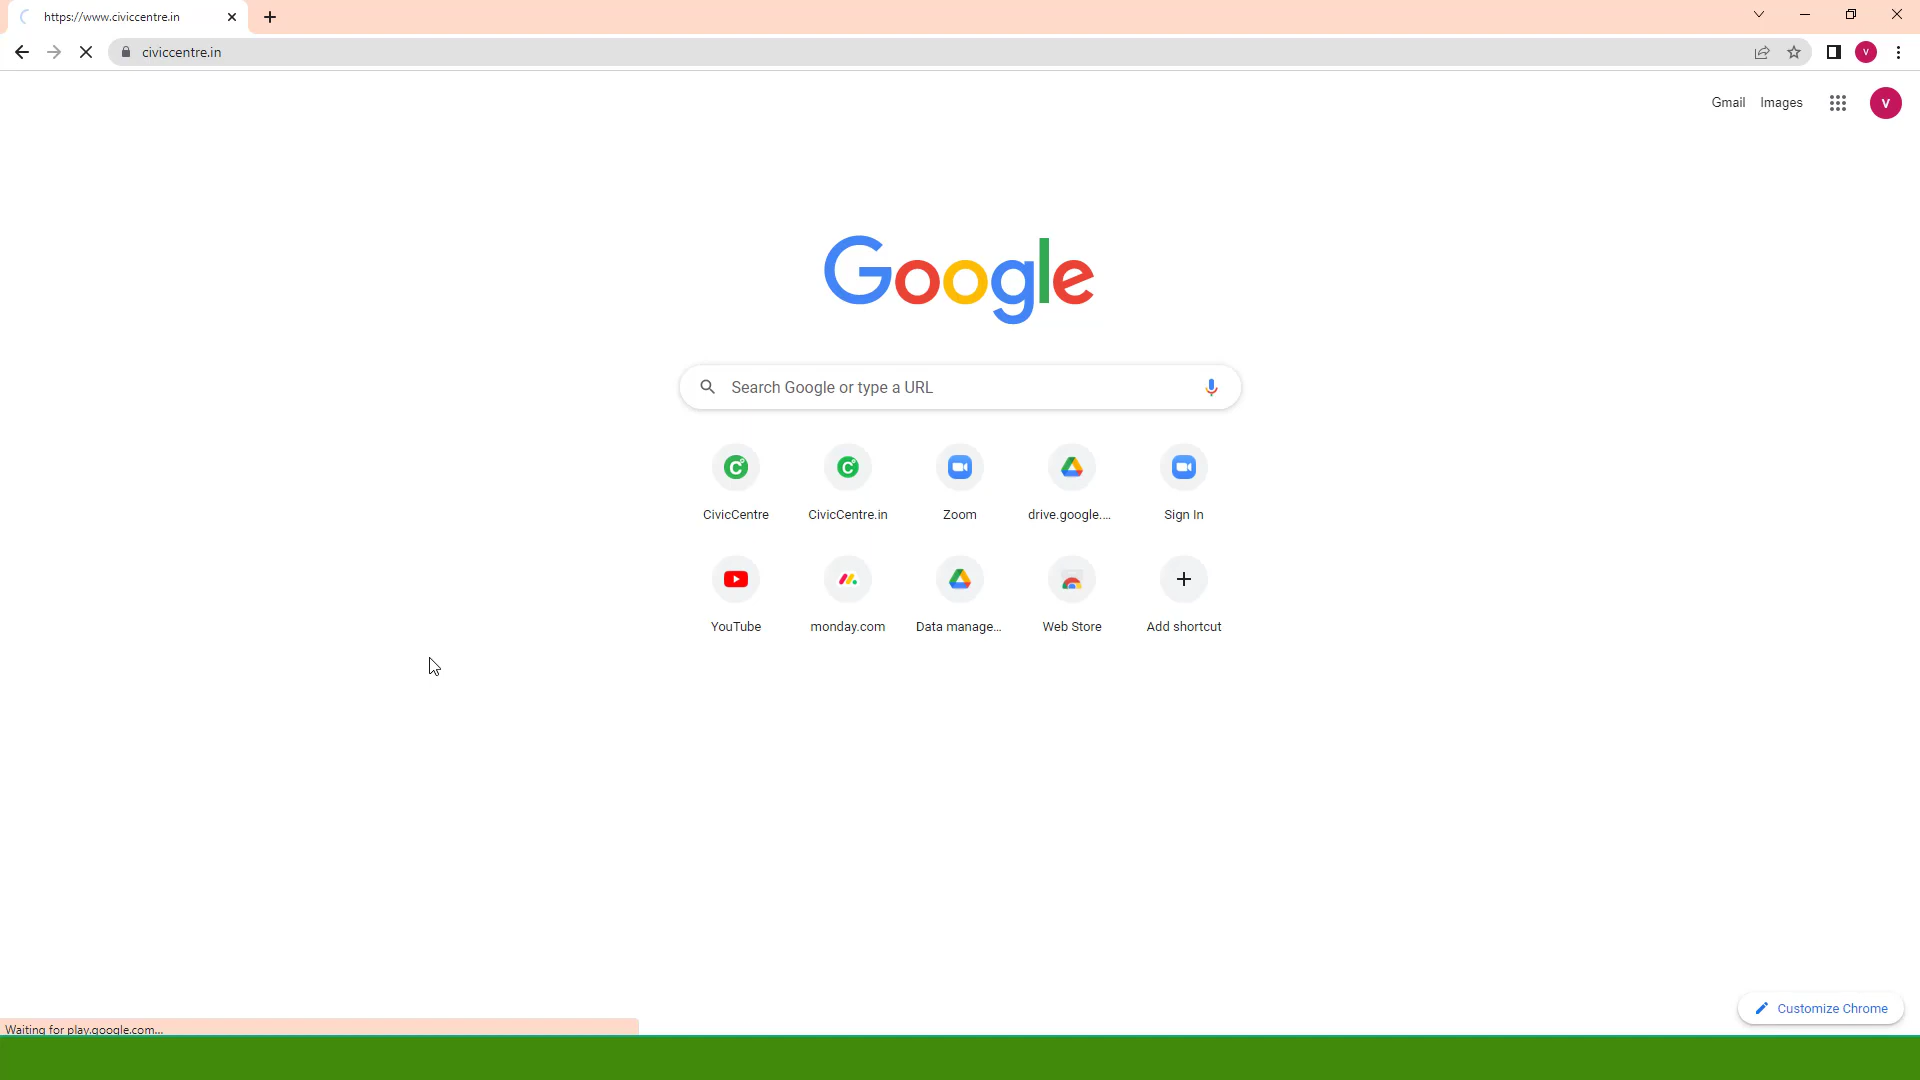 https://www.civiccentre.in
civiccentre.in
V
Gmail Images V
Google
Search Google or type a URL
CivicCentre CivicCentre.in Zoom drive.google.... Sign In
YouTube monday.com Data manage... Web Store Add shortcut
Customize Chrome
Waiting for play.google.com...